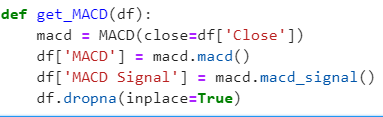 def get_MACD(df):
    macd = MACD(close=df['Close'])
    df['MACD'] = macd.macd()
    df['MACD Signal'] = macd.macd_signal()
    df.dropna(inplace=True)